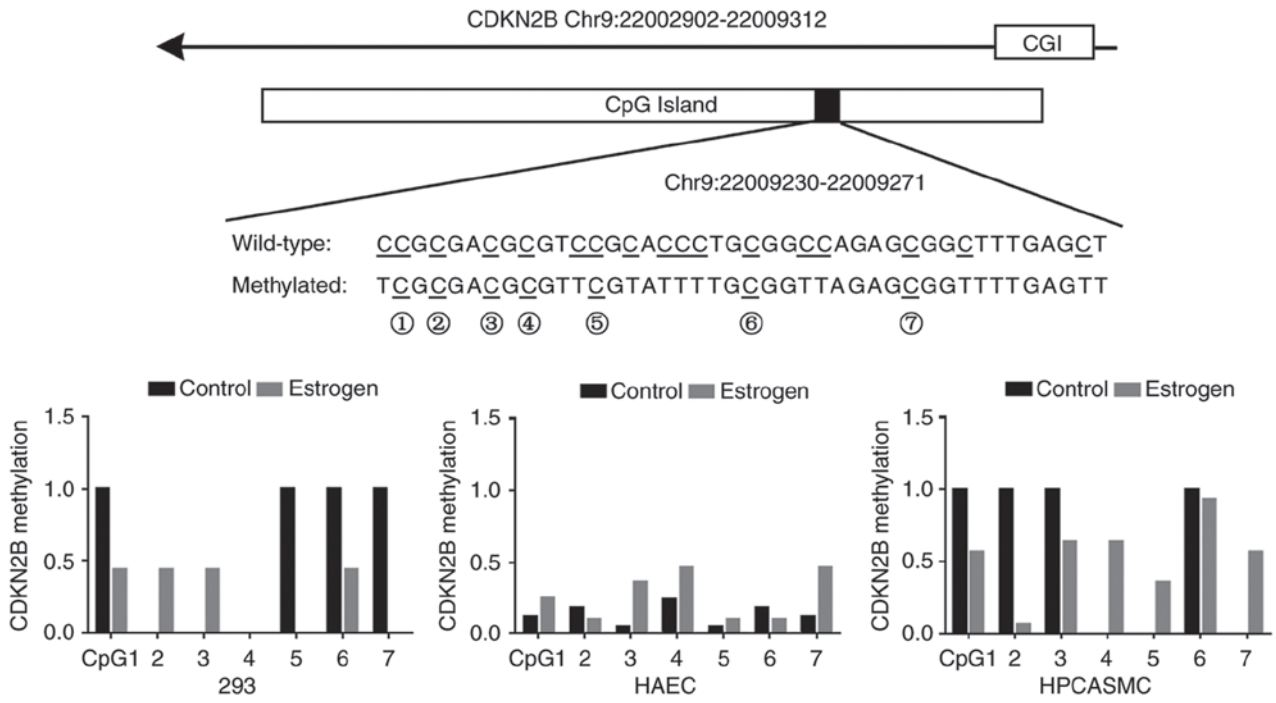 CDKN2B Chr9:22002902-22009312
CGI
CpG Island
Chr9:22009230-22009271
Wild-type: CCGCGACGCGTCCGCACCCTGCGGCCAGAGCGGCTTTGAGCT
Methylated: TCGCGACGCGTTCGTATTTTGCGGTTAGAGCGGTTTTGAGTT
① ② ③ ④ ⑤ ⑥ ⑦
Control Estrogen
CDKN2B methylation
1.5
1.0
0.5
0.0
CpG1 2 3 4 5 6 7
293
Control Estrogen
CDKN2B methylation
1.5
1.0
0.5
0.0
CpG1 2 3 4 5 6 7
HAEC
Control Estrogen
CDKN2B methylation
1.5
1.0
0.5
0.0
CpG1 2 3 4 5 6 7
HPCASMC